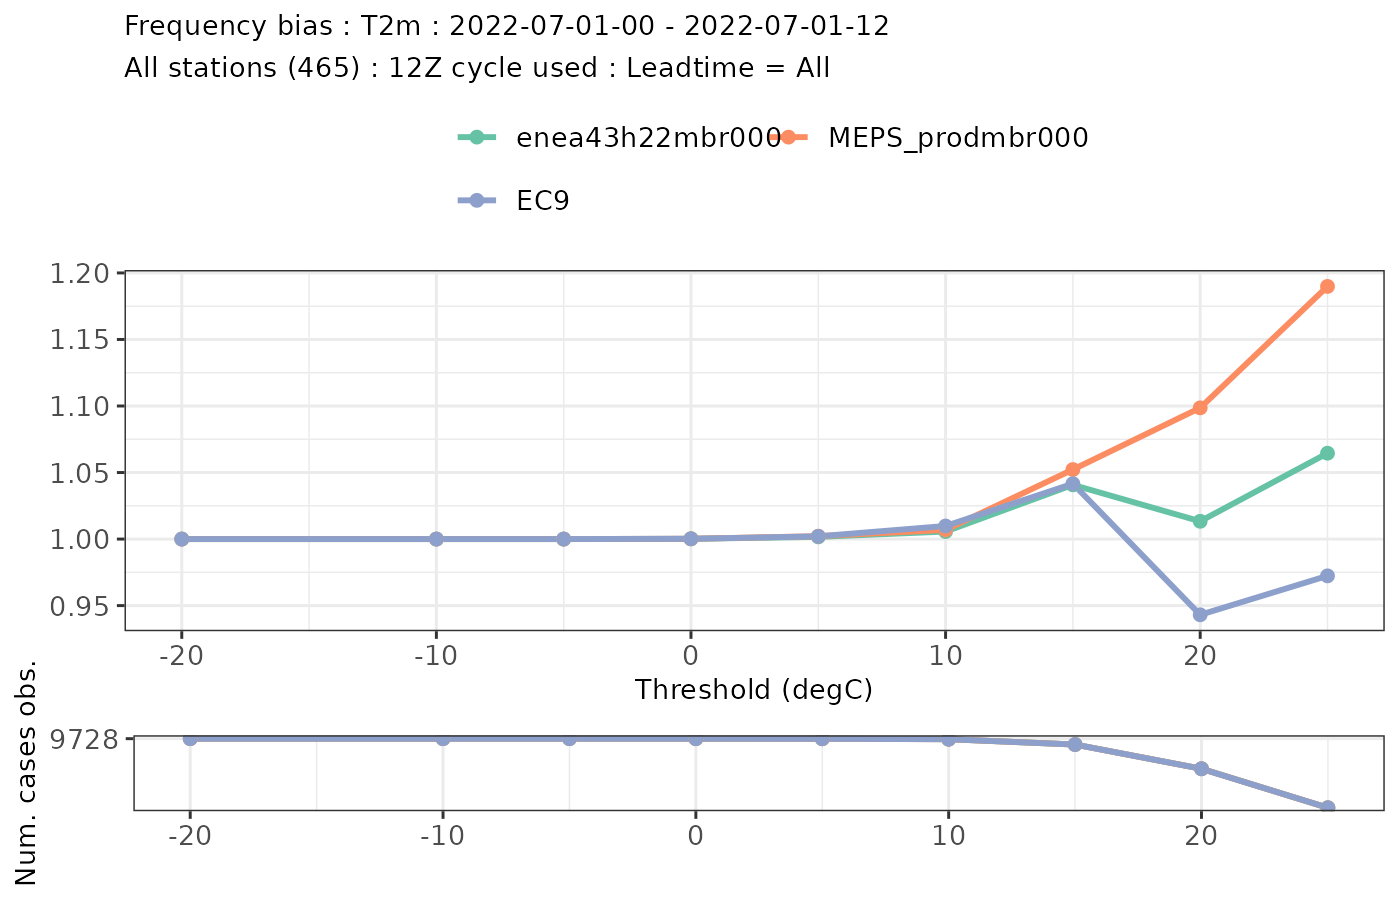 Frequency bias : T2m : 2022-07-01-00 - 2022-07-01-12
All stations (465) : 12Z cycle used : Leadtime = All
enea43h22mbr000 MEPS_prodmbr000
EC9
1.20
1.15
1.10
1.05
1.00
0.95
-20 -10 0 10 20
Threshold (degC)
Num. cases obs.
9728
-20 -10 0 10 20